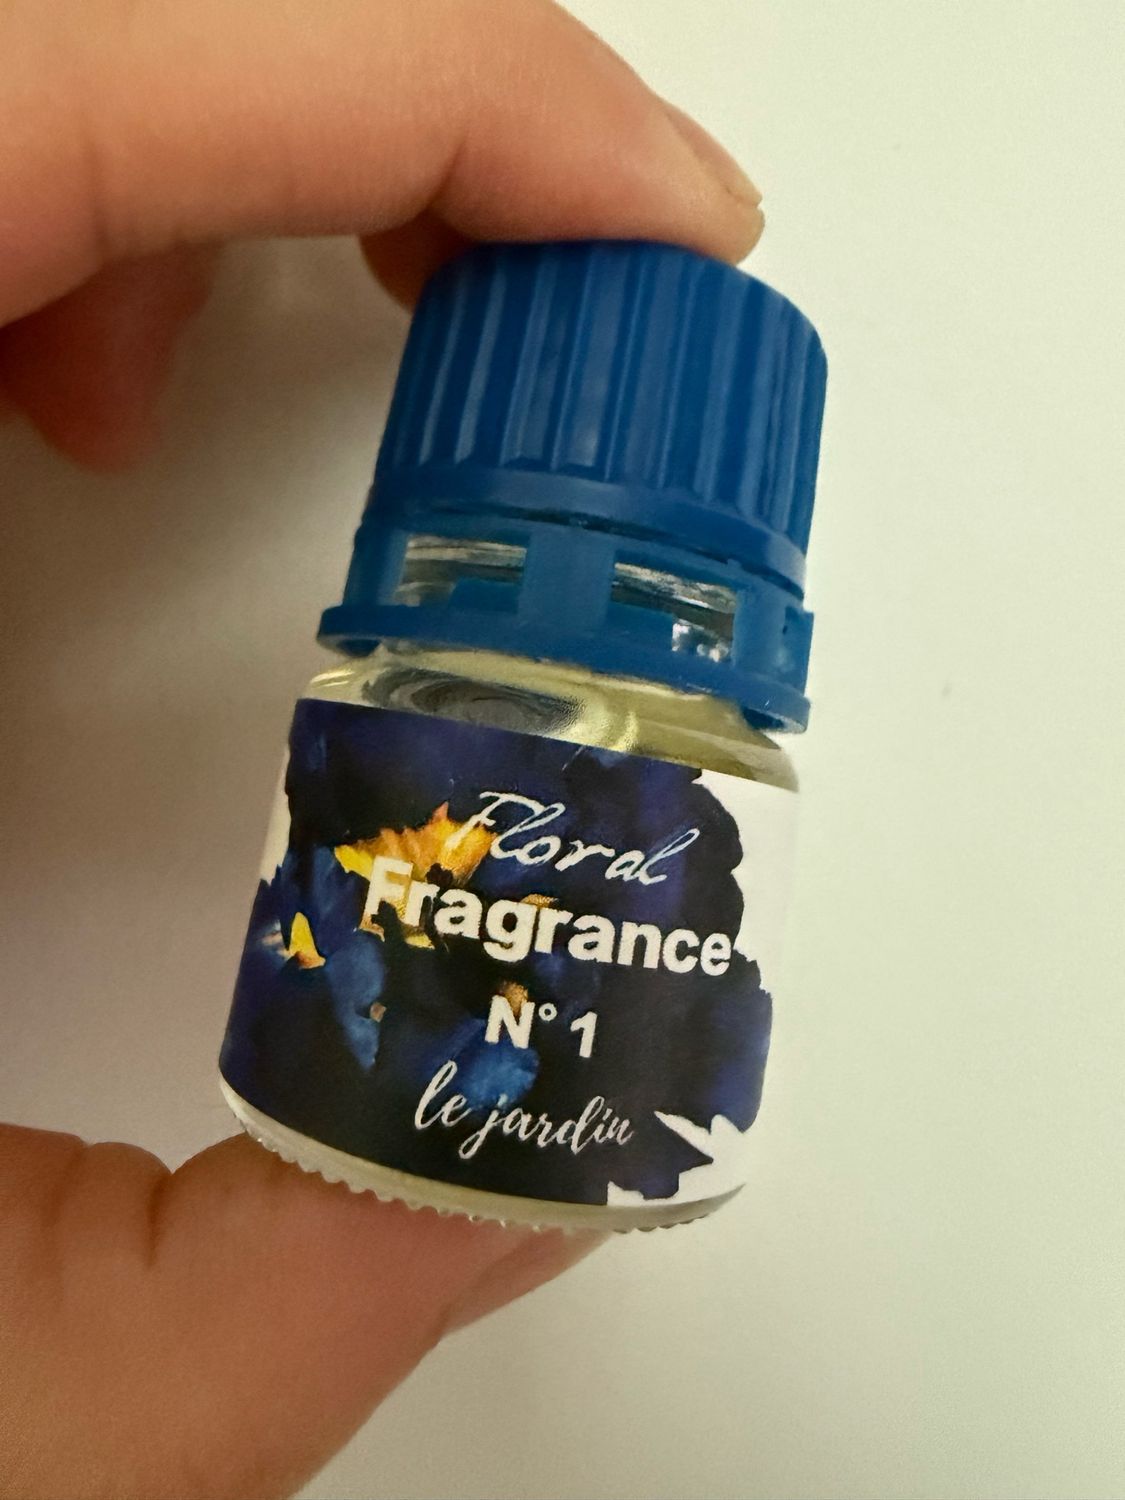 Floral
Fragrance
N° 1
le jardin